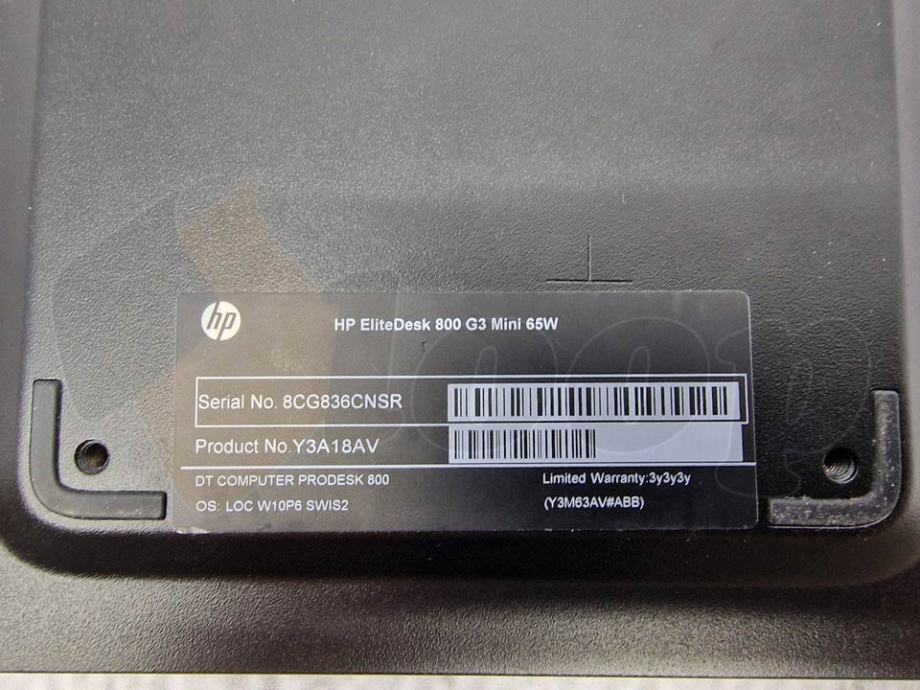 hp
HP EliteDesk 800 G3 Mini 65W
Serial No. 8CG836CNSR
Product No.Y3A18AV
DT COMPUTER PRODESK 800
Limited Warranty:3y3y3y
OS: LOC W10P6 SWIS2
(Y3M63AV#ABB)
loop